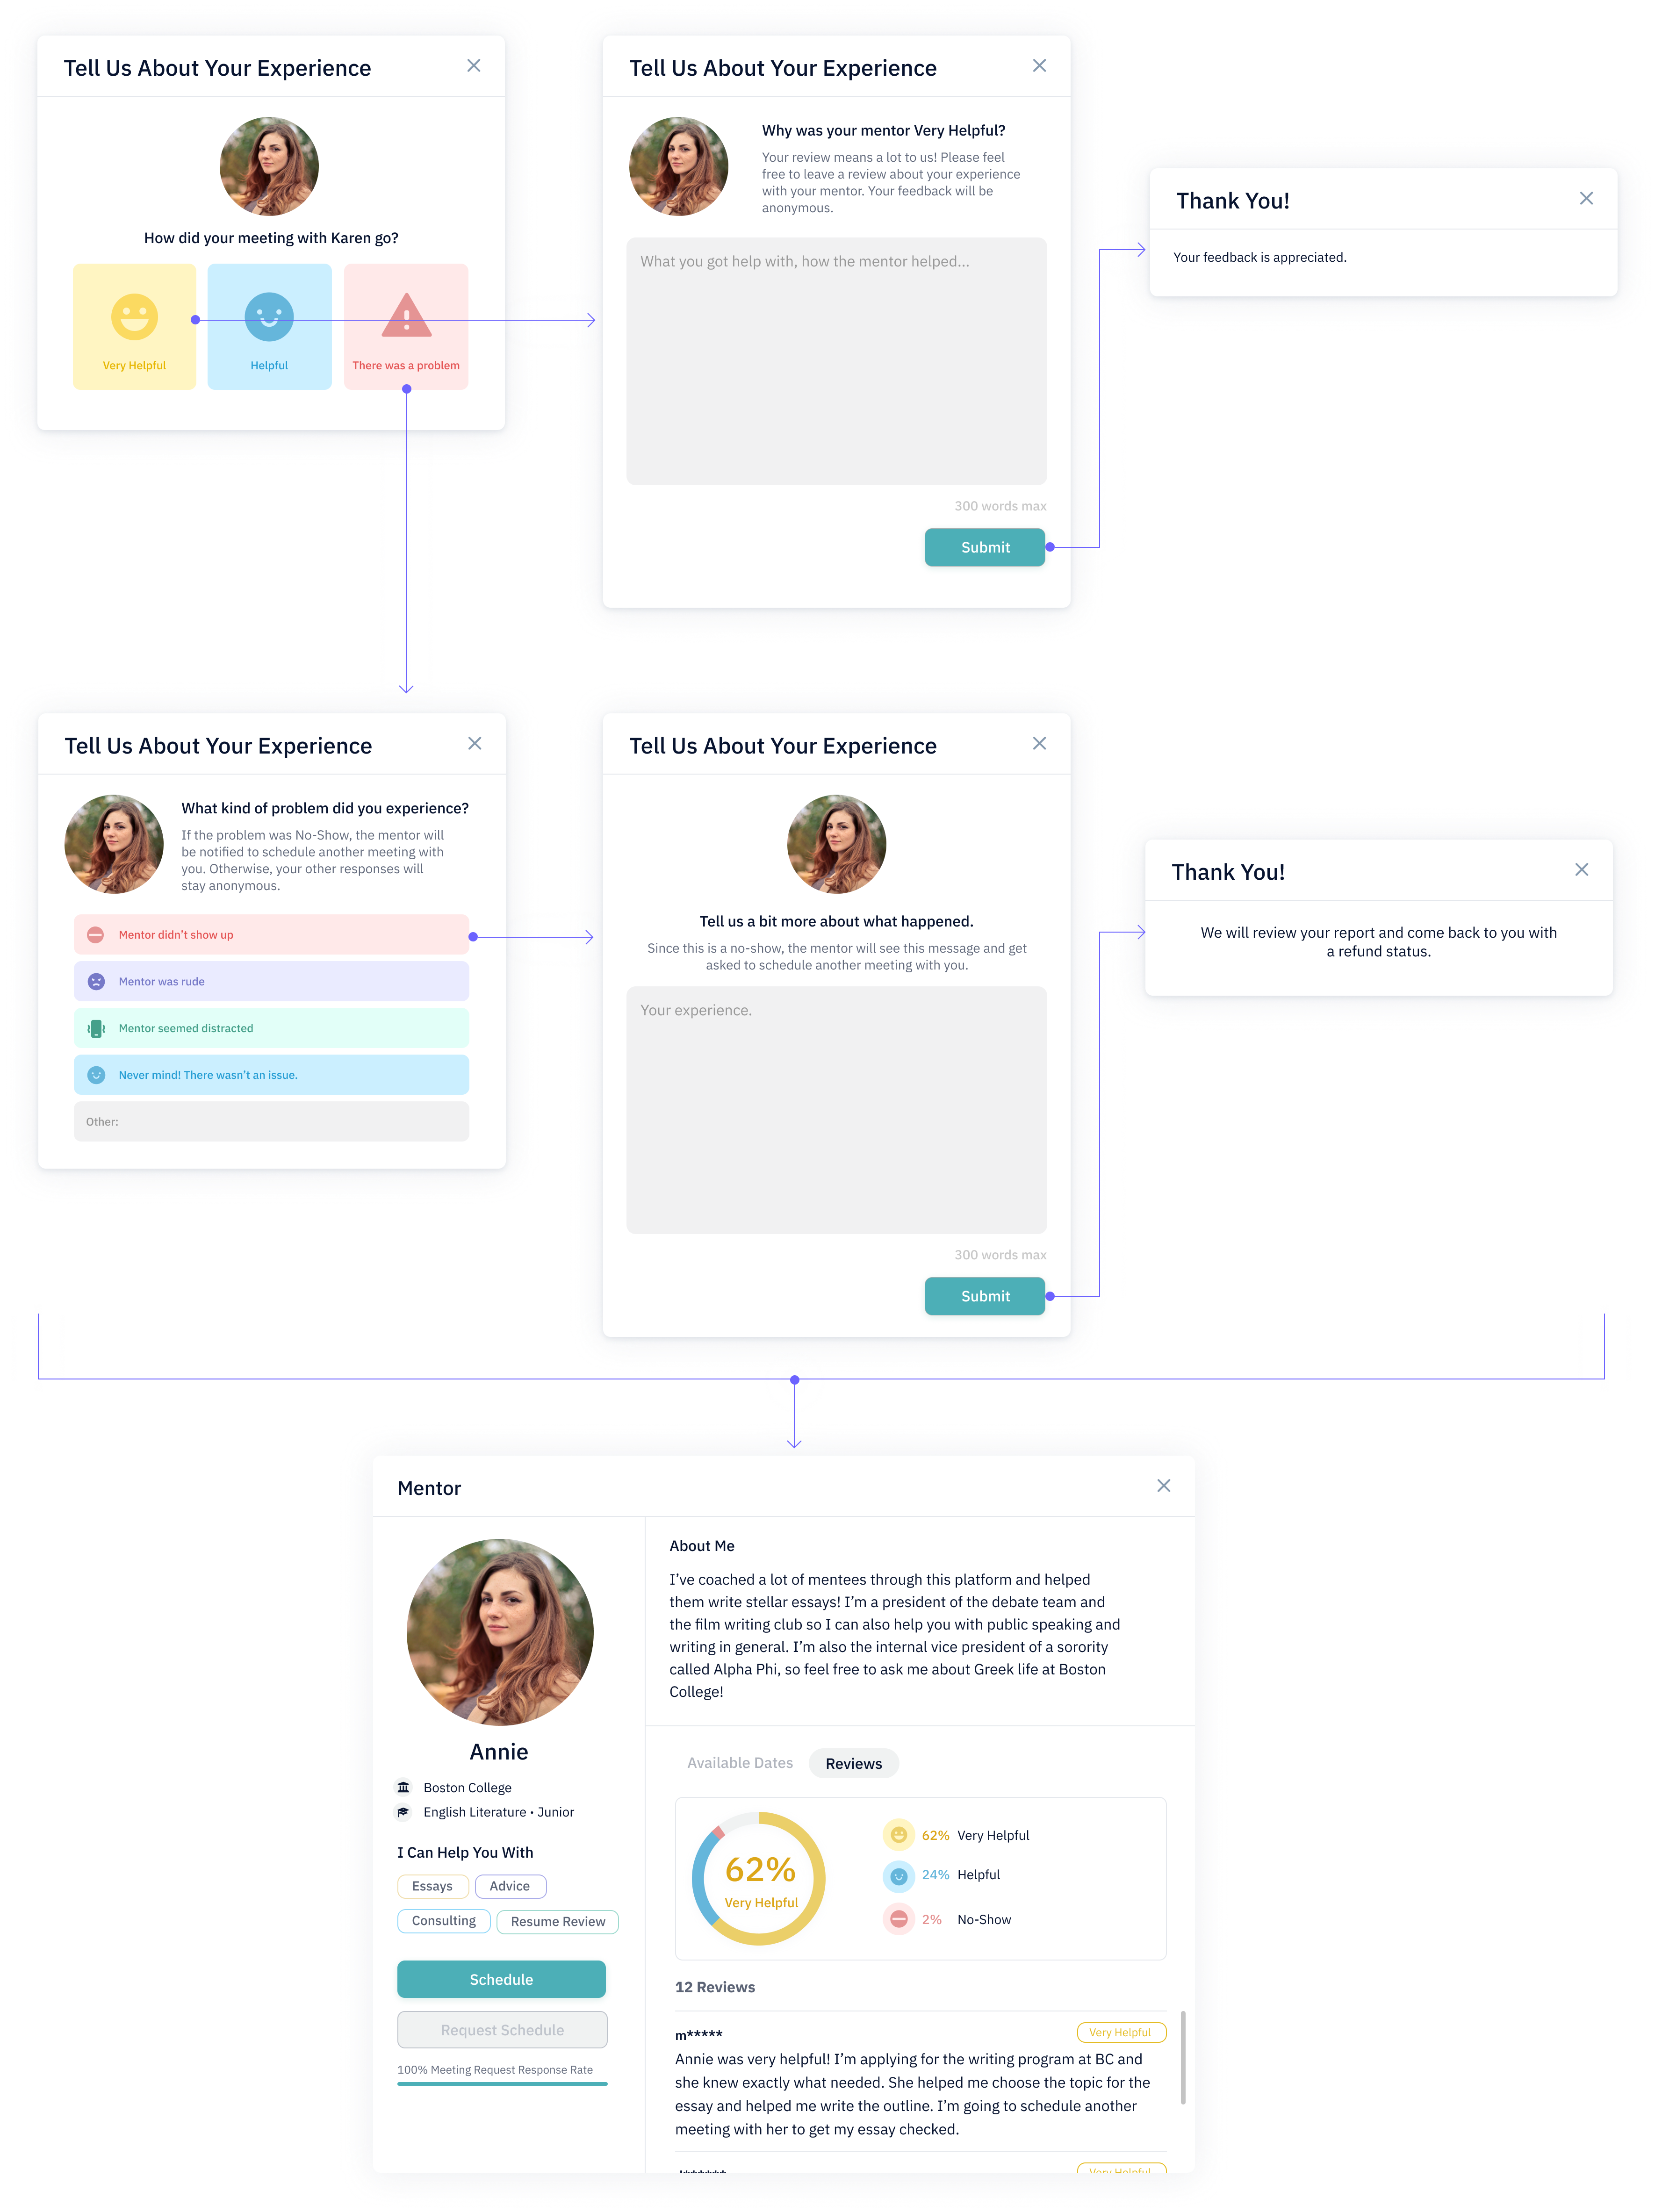 Tell Us About Your Experience
How did your meeting with Karen go?
Very Helpful
Helpful
There was a problem
Tell Us About Your Experience
Why was your mentor Very Helpful?
Your review means a lot to us! Please feel
free to leave a review about your experience
with your mentor. Your feedback will be
anonymous.
What you got help with, how the mentor helped...
300 words max
Submit
Thank You!
Your feedback is appreciated.
Tell Us About Your Experience
What kind of problem did you experience?
If the problem was No-Show, the mentor will
be notified to schedule another meeting with
you. Otherwise, your other responses will
stay anonymous.
Mentor didn't show up
Mentor was rude
Mentor seemed distracted
Never mind! There wasn't an issue.
Other:
Tell Us About Your Experience
Tell us a bit more about what happened.
Since this is a no-show, the mentor will see this message and get
asked to schedule another meeting with you.
Your experience.
300 words max
Submit
Thank You!
We will review your report and come back to you with
a refund status.
Mentor
Annie
Boston College
English Literature • Junior
I Can Help You With
Essays
Advice
Consulting
Resume Review
Schedule
Request Schedule
100% Meeting Request Response Rate
About Me
I've coached a lot of mentees through this platform and helped
them write stellar essays! I'm a president of the debate team and
the film writing club so I can also help you with public speaking and
writing in general. I'm also the internal vice president of a sorority
called Alpha Phi, so feel free to ask me about Greek life at Boston
College!
Available Dates
Reviews
62%
Very Helpful
62% Very Helpful
24% Helpful
2% No-Show
12 Reviews
m*****
Very Helpful
Annie was very helpful! I'm applying for the writing program at BC and
she knew exactly what needed. She helped me choose the topic for the
essay and helped me write the outline. I'm going to schedule another
meeting with her to get my essay checked.
Very Helpful